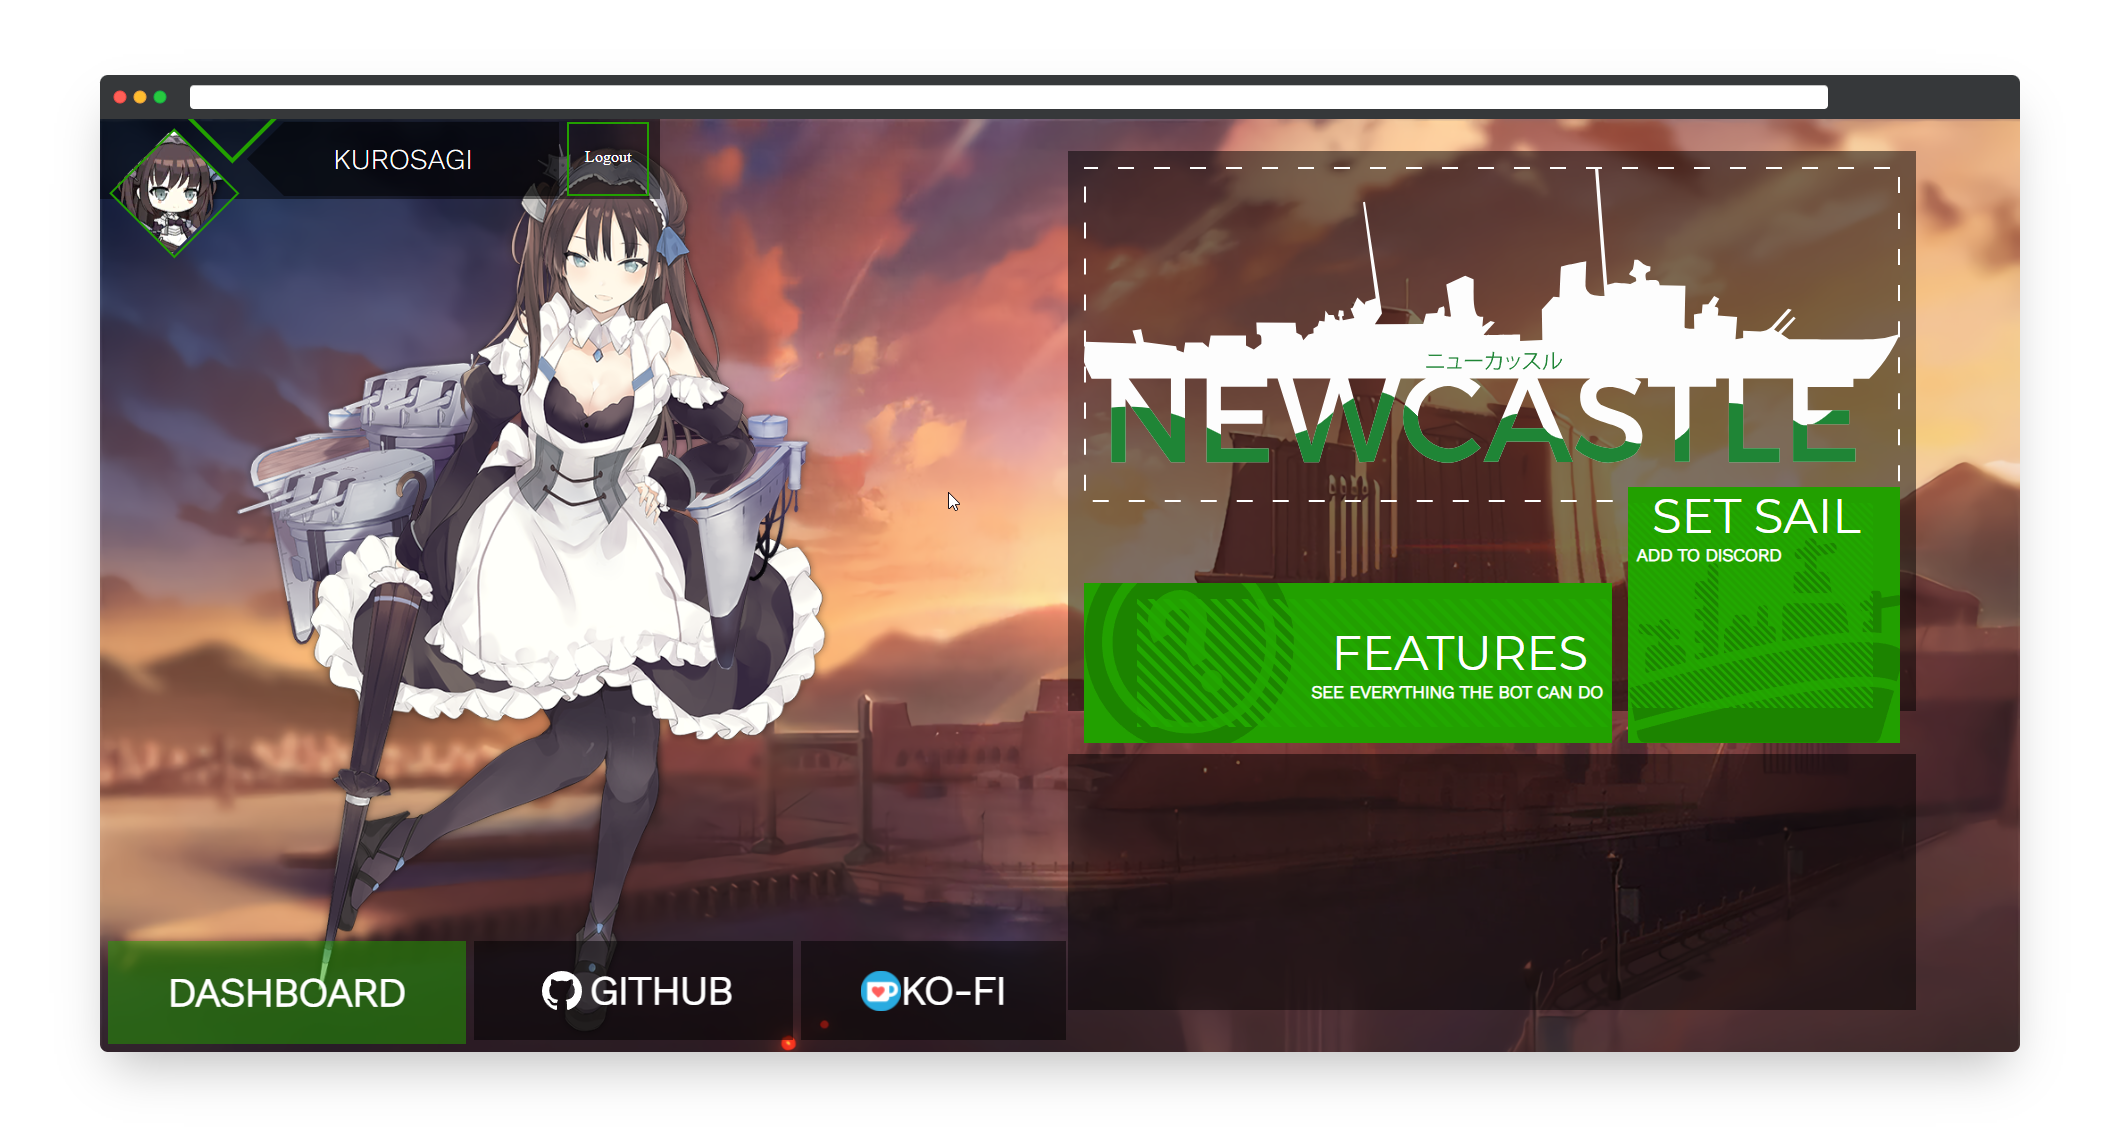 KUROSAGI
Logout
ニューカッスル
NEWCASTLE
SET SAIL
ADD TO DISCORD
FEATURES
SEE EVERYTHING THE BOT CAN DO
DASHBOARD
GITHUB
KO-FI